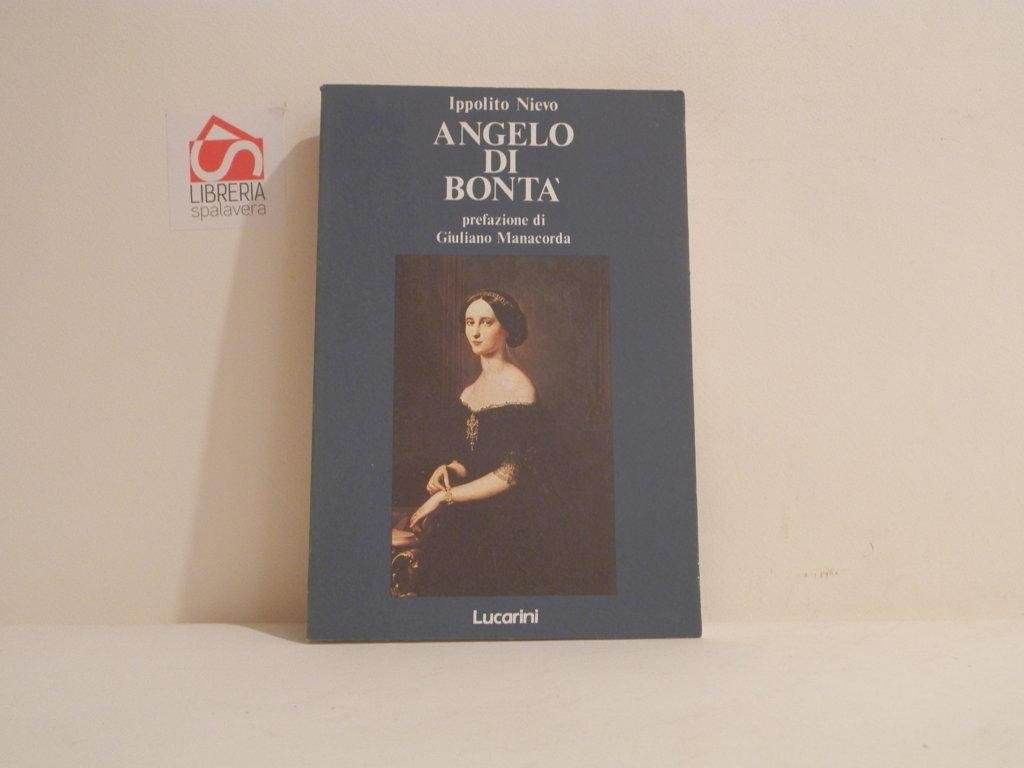 LIBRERIA
spalavera
Ippolito Nievo
ANGELO
DI
BONTA'
prefazione di
Giuliano Manacorda
Lucarini